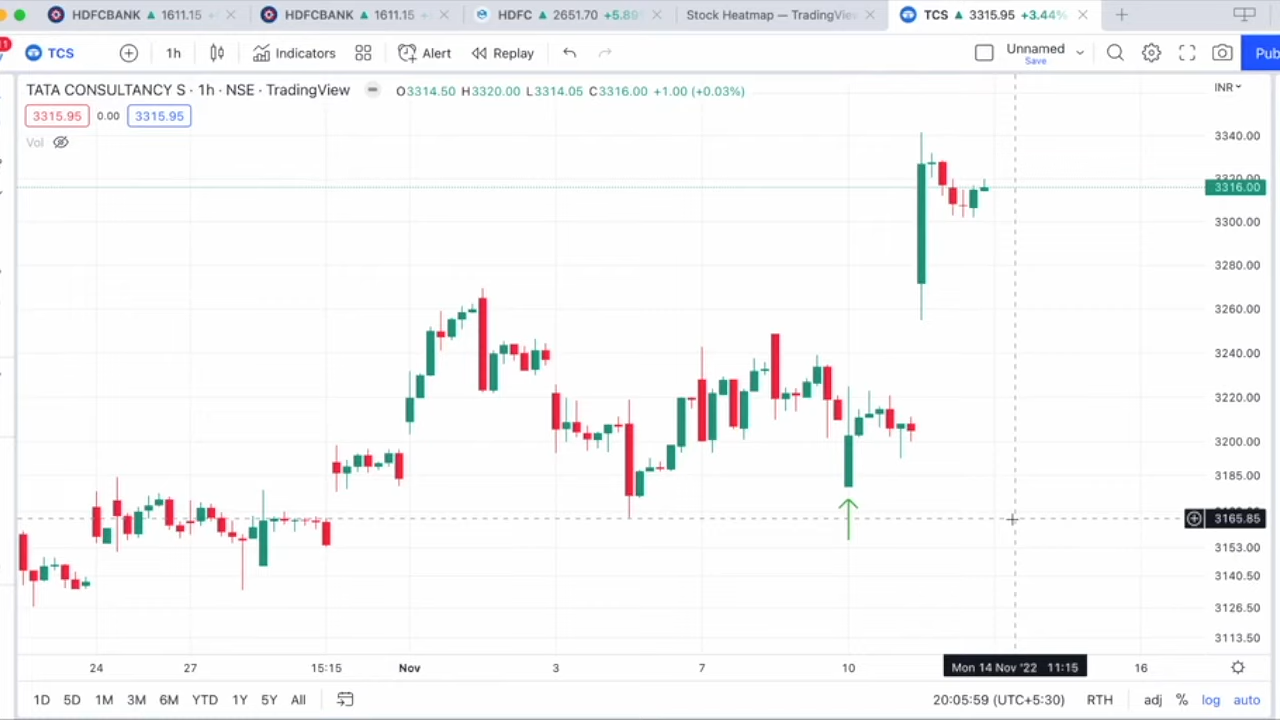 HDFCBANK ▲ 1611.15
HDFCBANK ▲ 1611.15
HDFC ▲ 2651.70 +5.89
Stock Heatmap — TradingView
TCS ▲ 3315.95 +3.44%
TCS
1h
Indicators
Alert
Replay
Unnamed
Save
Pub
TATA CONSULTANCY S · 1h · NSE · TradingView
O3314.50 H3320.00 L3314.05 C3316.00 +1.00 (+0.03%)
INR
3315.95 0.00 3315.95
Vol
3340.00
3320.00
3316.00
3300.00
3280.00
3260.00
3240.00
3220.00
3200.00
3185.00
3165.85
3153.00
3140.50
3126.50
3113.50
24 27 15:15 Nov 3 7 10 Mon 14 Nov '22 11:15 16
1D 5D 1M 3M 6M YTD 1Y 5Y All
20:05:59 (UTC+5:30) RTH adj % log auto